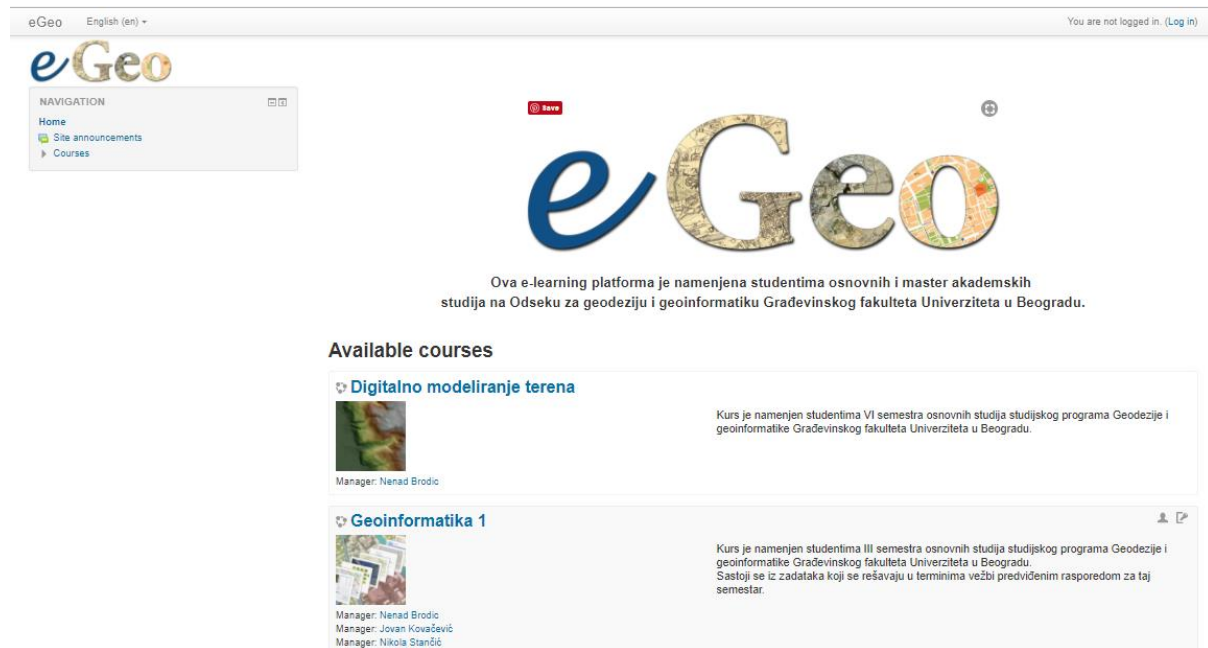 eGeo English (en)
You are not logged in. (Log in)
eGeo
NAVIGATION
Home
Site announcements
Courses
Save
eGeo
Ova e-learning platforma je namenjena studentima osnovnih i master akademskih
studija na Odseku za geodeziju i geoinformatiku Građevinskog fakulteta Univerziteta u Beogradu.
Available courses
Digitalno modeliranje terena
Kurs je namenjen studentima VI semestra osnovnih studija studijskog programa Geodezije i
geoinformatike Građevinskog fakulteta Univerziteta u Beogradu.
Manager: Nenad Brodic
Geoinformatika 1
Kurs je namenjen studentima III semestra osnovnih studija studijskog programa Geodezije i
geoinformatike Građevinskog fakulteta Univerziteta u Beogradu.
Sastoji se iz zadataka koji se rešavaju u terminima vežbi predviđenim rasporedom za taj
semestar.
Manager: Nenad Brodic
Manager: Jovan Kovačević
Manager: Nikola Stančić